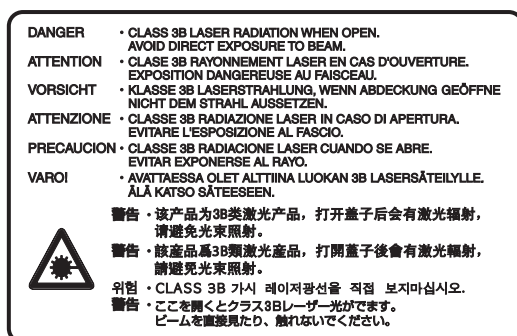 DANGER · CLASS 3B LASER RADIATION WHEN OPEN.
AVOID DIRECT EXPOSURE TO BEAM.
ATTENTION · CLASE 3B RAYONNEMENT LASER EN CAS D'OUVERTURE.
EXPOSITION DANGEREUSE AU FAISCEAU.
VORSICHT · KLASSE 3B LASERSTRAHLUNG, WENN ABDECKUNG GEÖFFNE
NICHT DEM STRAHL AUSSETZEN.
ATTENZIONE · CLASSE 3B RADIAZIONE LASER IN CASO DI APERTURA.
EVITARE L'ESPOSIZIONE AL FASCIO.
PRECAUCION · CLASSE 3B RADIACIONE LASER CUANDO SE ABRE.
EVITAR EXPONERSE AL RAYO.
VARO! · AVATTAESSA OLET ALTTIINA LUOKAN 3B LASERSÄTEILYLLE.
ÄLÄ KATSO SÄTEESEEN.
警告 · 该产品为3B类激光产品，打开盖子后会有激光辐射，
请避免光束照射。
警告 · 該産品爲3B類激光産品，打開蓋子後會有激光輻射，
請避免光束照射。
위험 · CLASS 3B 가시 레이저광선을 직접 보지마십시오.
警告 · ここを開くとクラス3Bレーザー光がでます。
ビームを直接見たり、触れないでください。